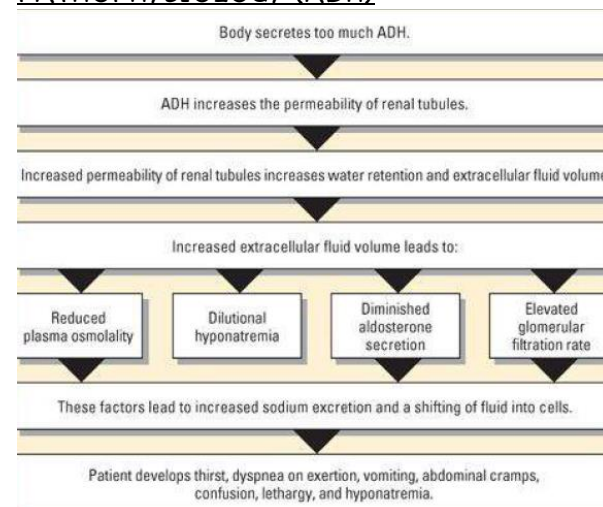 PATHOPHYSIOLOGY (ADH)
Body secretes too much ADH.
ADH increases the permeability of renal tubules.
Increased permeability of renal tubules increases water retention and extracellular fluid volume
Increased extracellular fluid volume leads to:
Reduced
plasma osmolality
Dilutional
hyponatremia
Diminished
aldosterone
secretion
Elevated
glomerular
filtration rate
These factors lead to increased sodium excretion and a shifting of fluid into cells.
Patient develops thirst, dyspnea on exertion, vomiting, abdominal cramps,
confusion, lethargy, and hyponatremia.